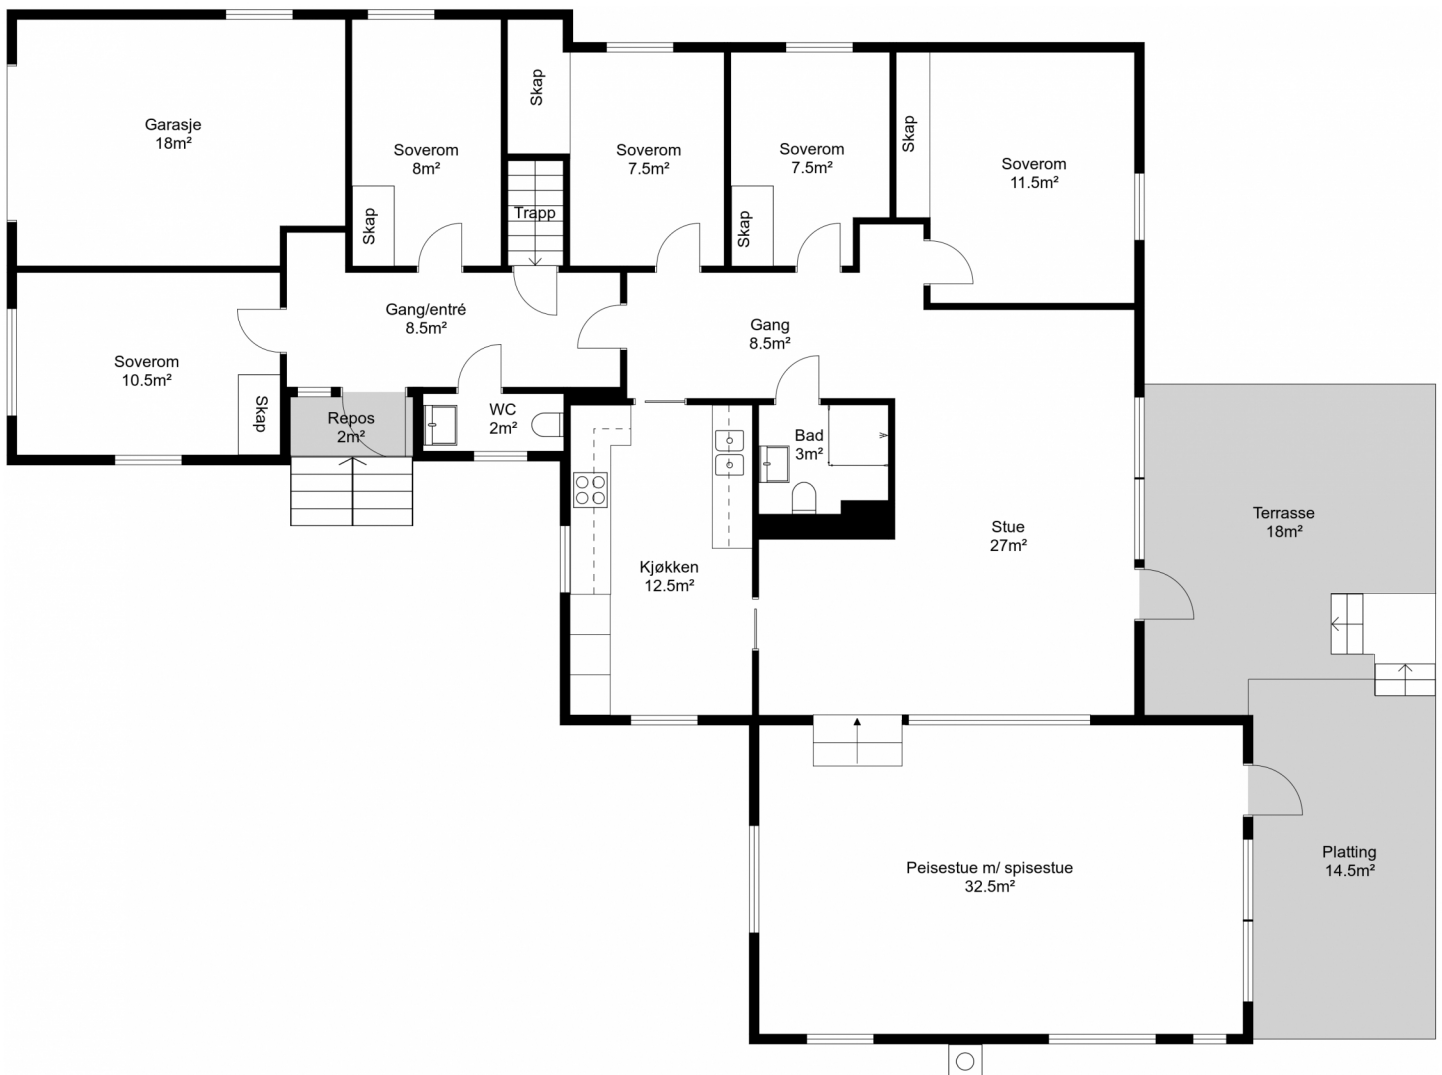 Garasje
18m²
Soverom
8m²
Skap
Skap
Trapp
Soverom
7.5m²
Soverom
7.5m²
Skap
Skap
Soverom
11.5m²
Soverom
10.5m²
Skap
Gang/entré
8.5m²
Gang
8.5m²
Repos
2m²
WC
2m²
Bad
3m²
Kjøkken
12.5m²
Stue
27m²
Terrasse
18m²
Peisestue m/ spisestue
32.5m²
Platting
14.5m²